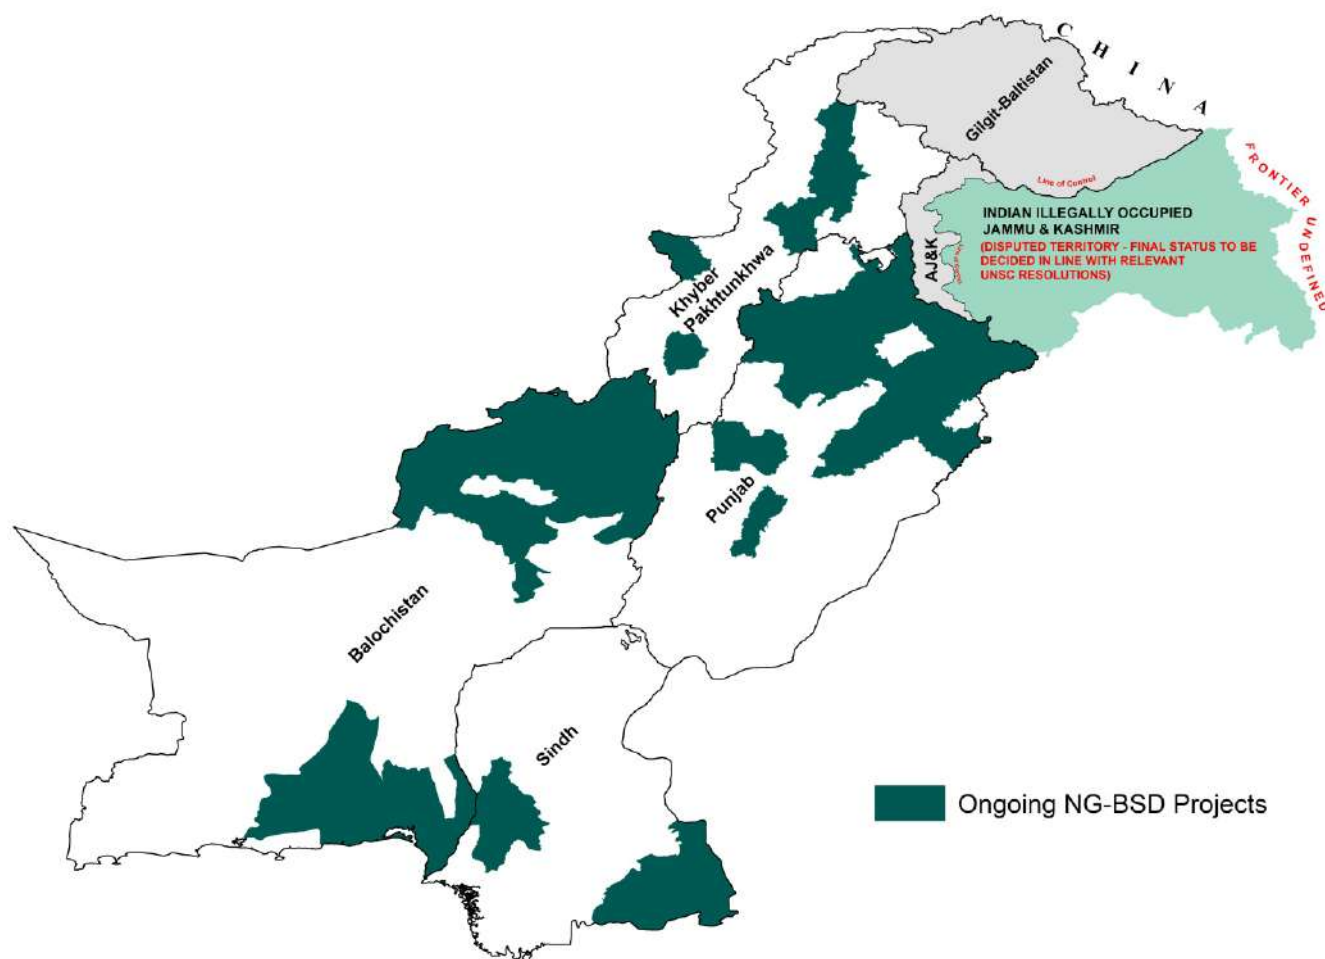 CHINA
Gilgit-Baltistan
FRONTIER UNDEFINED
Line of Control
INDIAN ILLEGALLY OCCUPIED
JAMMU & KASHMIR
(DISPUTED TERRITORY - FINAL STATUS TO BE
DECIDED IN LINE WITH RELEVANT
UNSC RESOLUTIONS)
AJ&K
Khyber
Pakhtunkhwa
Punjab
Balochistan
Sindh
Ongoing NG-BSD Projects